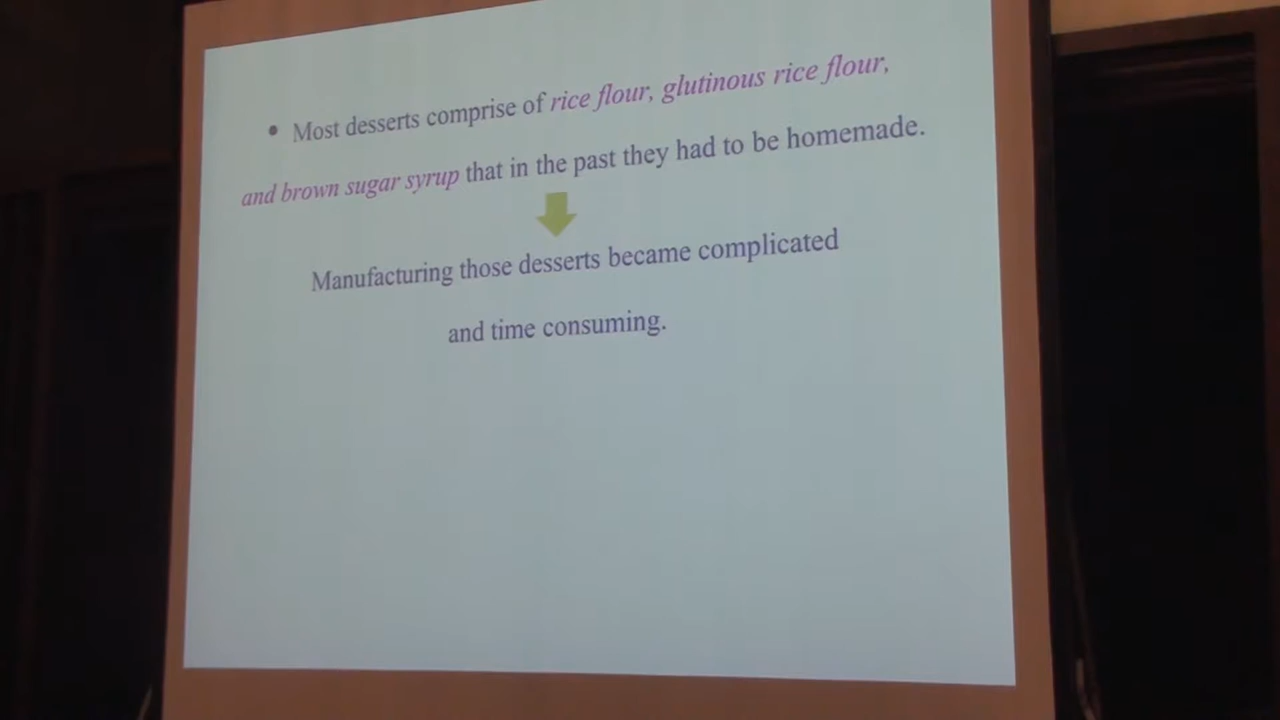 • Most desserts comprise of rice flour, glutinous rice flour,
and brown sugar syrup that in the past they had to be homemade.
Manufacturing those desserts became complicated
and time consuming.